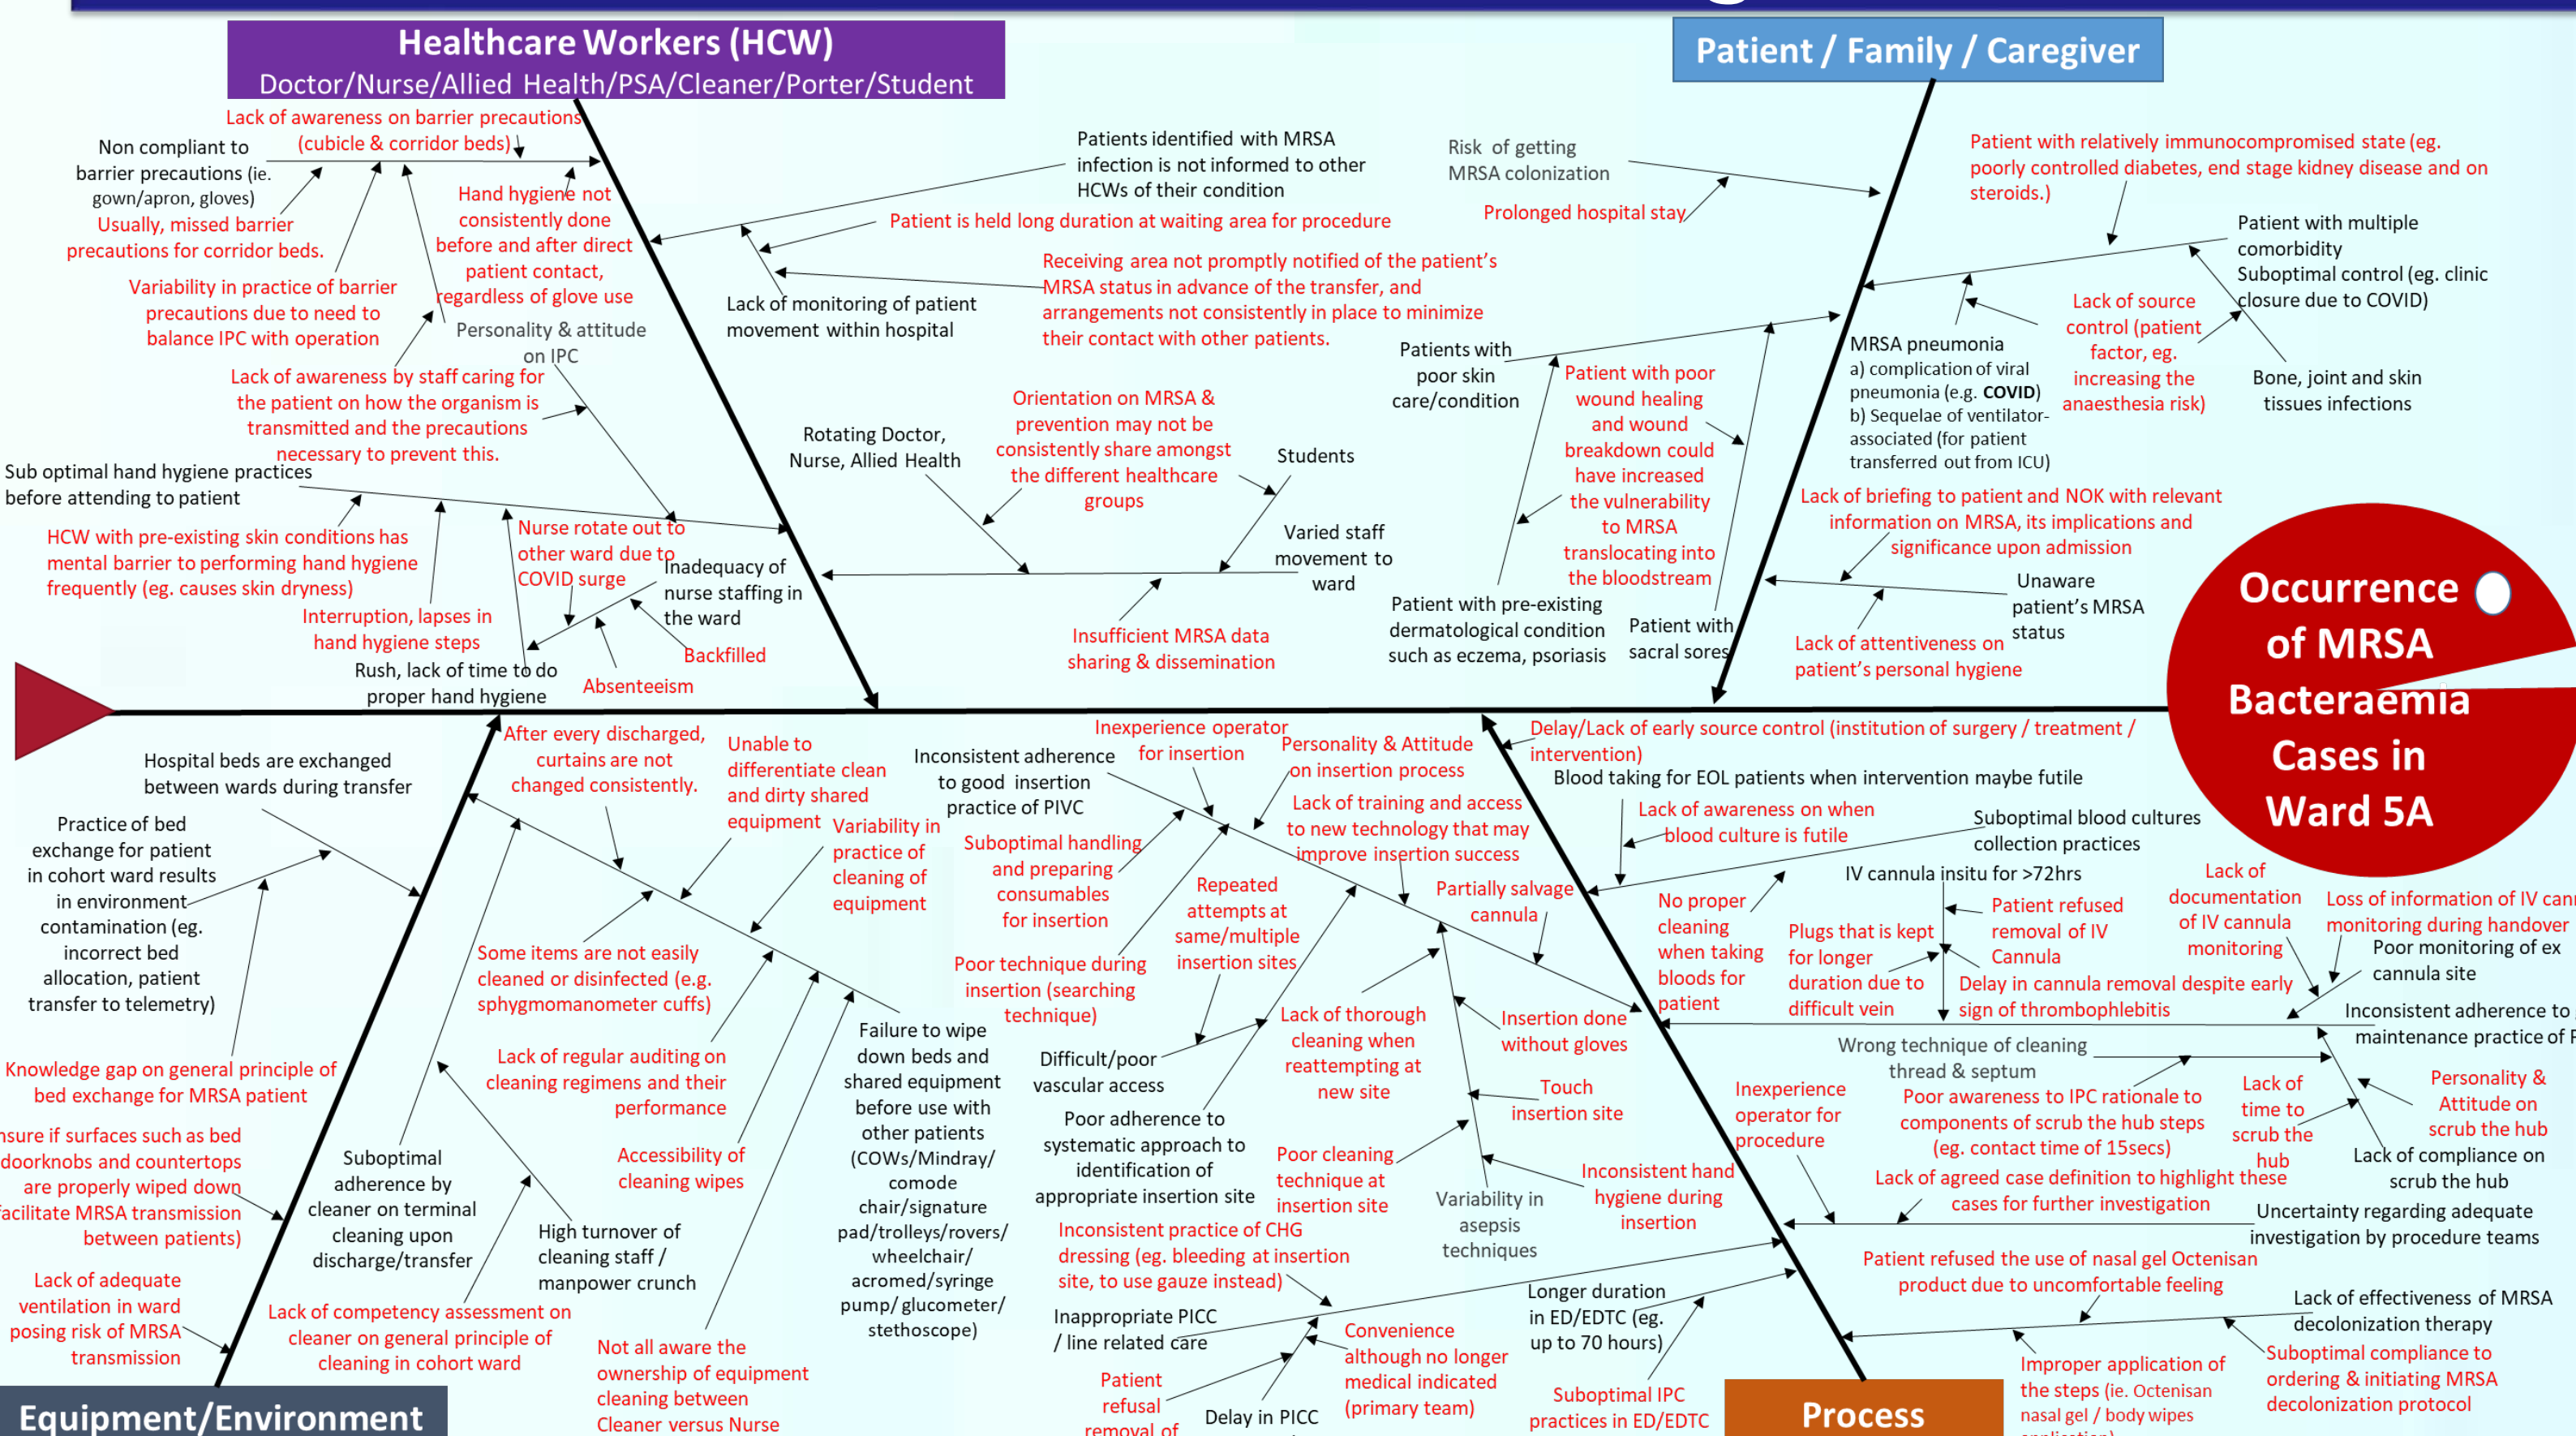 Healthcare Workers (HCW)
Doctor/Nurse/Allied Health/PSA/Cleaner/Porter/Student
Patient / Family / Caregiver
Lack of awareness on barrier precautions
(cubicle & corridor beds)
Non compliant to
barrier precautions (ie.
gown/apron, gloves)
Usually, missed barrier
precautions for corridor beds.
Hand hygiene not
consistently done
before and after direct
patient contact,
regardless of glove use
Variability in practice of barrier
precautions due to need to
balance IPC with operation
Personality & attitude
on IPC
Lack of awareness by staff caring for
the patient on how the organism is
transmitted and the precautions
necessary to prevent this.
Sub optimal hand hygiene practices
before attending to patient
HCW with pre-existing skin conditions has
mental barrier to performing hand hygiene
frequently (eg. causes skin dryness)
Interruption, lapses in
hand hygiene steps
Rush, lack of time to do
proper hand hygiene
Nurse rotate out to
other ward due to
COVID surge
Inadequacy of
nurse staffing in
the ward
Backfilled
Absenteeism
Patients identified with MRSA
infection is not informed to other
HCWs of their condition
Patient is held long duration at waiting area for procedure
Receiving area not promptly notified of the patient's
MRSA status in advance of the transfer, and
arrangements not consistently in place to minimize
their contact with other patients.
Lack of monitoring of patient
movement within hospital
Rotating Doctor,
Nurse, Allied Health
Orientation on MRSA &
prevention may not be
consistently share amongst
the different healthcare
groups
Students
Varied staff
movement to
ward
Insufficient MRSA data
sharing & dissemination
Risk of getting
MRSA colonization
Prolonged hospital stay
Patients with
poor skin
care/condition
Patient with poor
wound healing
and wound
breakdown could
have increased
the vulnerability
to MRSA
translocating into
the bloodstream
Patient with pre-existing
dermatological condition
such as eczema, psoriasis
Patient with
sacral sores
Patient with relatively immunocompromised state (eg.
poorly controlled diabetes, end stage kidney disease and on
steroids.)
Patient with multiple
comorbidity
Suboptimal control (eg. clinic
closure due to COVID)
Lack of source
control (patient
factor, eg.
increasing the
anaesthesia risk)
Bone, joint and skin
tissues infections
MRSA pneumonia
a) complication of viral
pneumonia (e.g. COVID)
b) Sequelae of ventilator-
associated (for patient
transferred out from ICU)
Lack of briefing to patient and NOK with relevant
information on MRSA, its implications and
significance upon admission
Unaware
patient's MRSA
status
Lack of attentiveness on
patient's personal hygiene
Occurrence
of MRSA
Bacteraemia
Cases in
Ward 5A
Hospital beds are exchanged
between wards during transfer
Practice of bed
exchange for patient
in cohort ward results
in environment
contamination (eg.
incorrect bed
allocation, patient
transfer to telemetry)
Knowledge gap on general principle of
bed exchange for MRSA patient
nsure if surfaces such as bed
doorknobs and countertops
are properly wiped down
acilitate MRSA transmission
between patients)
Lack of adequate
ventilation in ward
posing risk of MRSA
transmission
Equipment/Environment
After every discharged,
curtains are not
changed consistently.
Unable to
differentiate clean
and dirty shared
equipment
Variability in
practice of
cleaning of
equipment
Some items are not easily
cleaned or disinfected (e.g.
sphygmomanometer cuffs)
Lack of regular auditing on
cleaning regimens and their
performance
Accessibility of
cleaning wipes
Suboptimal
adherence by
cleaner on terminal
cleaning upon
discharge/transfer
High turnover of
cleaning staff /
manpower crunch
Lack of competency assessment on
cleaner on general principle of
cleaning in cohort ward
Not all aware the
ownership of equipment
cleaning between
Cleaner versus Nurse
Failure to wipe
down beds and
shared equipment
before use with
other patients
(COWs/Mindray/
comode
chair/signature
pad/trolleys/rovers/
wheelchair/
acromed/syringe
pump/ glucometer/
stethoscope)
Inconsistent adherence
to good insertion
practice of PIVC
Inexperience operator
for insertion
Personality & Attitude
on insertion process
Suboptimal handling
and preparing
consumables
for insertion
Lack of training and access
to new technology that may
improve insertion success
Poor technique during
insertion (searching
technique)
Repeated
attempts at
same/multiple
insertion sites
Partially salvage
cannula
Difficult/poor
vascular access
Poor adherence to
systematic approach to
identification of
appropriate insertion site
Lack of thorough
cleaning when
reattempting at
new site
Insertion done
without gloves
Touch
insertion site
Poor cleaning
technique at
insertion site
Inconsistent hand
hygiene during
insertion
Variability in
asepsis
techniques
Inconsistent practice of CHG
dressing (eg. bleeding at insertion
site, to use gauze instead)
Inappropriate PICC
/ line related care
Patient
refusal
removal of
Delay in PICC
Convenience
although no longer
medical indicated
(primary team)
Longer duration
in ED/EDTC (eg.
up to 70 hours)
Suboptimal IPC
practices in ED/EDTC
Process
Delay/Lack of early source control (institution of surgery / treatment /
intervention)
Blood taking for EOL patients when intervention maybe futile
Lack of awareness on when
blood culture is futile
Suboptimal blood cultures
collection practices
No proper
cleaning
when taking
bloods for
patient
IV cannula insitu for >72hrs
Plugs that is kept
for longer
duration due to
difficult vein
Patient refused
removal of IV
Cannula
Delay in cannula removal despite early
sign of thrombophlebitis
Lack of
documentation
of IV cannula
monitoring
Loss of information of IV can
monitoring during handover
Poor monitoring of ex
cannula site
Inconsistent adherence to
maintenance practice of
Wrong technique of cleaning
thread & septum
Poor awareness to IPC rationale to
components of scrub the hub steps
(eg. contact time of 15secs)
Lack of
time to
scrub the
hub
Personality &
Attitude on
scrub the hub
Lack of compliance on
scrub the hub
Inexperience
operator for
procedure
Lack of agreed case definition to highlight these
cases for further investigation
Uncertainty regarding adequate
investigation by procedure teams
Patient refused the use of nasal gel Octenisan
product due to uncomfortable feeling
Lack of effectiveness of MRSA
decolonization therapy
Improper application of
the steps (ie. Octenisan
nasal gel / body wipes
Suboptimal compliance to
ordering & initiating MRSA
decolonization protocol